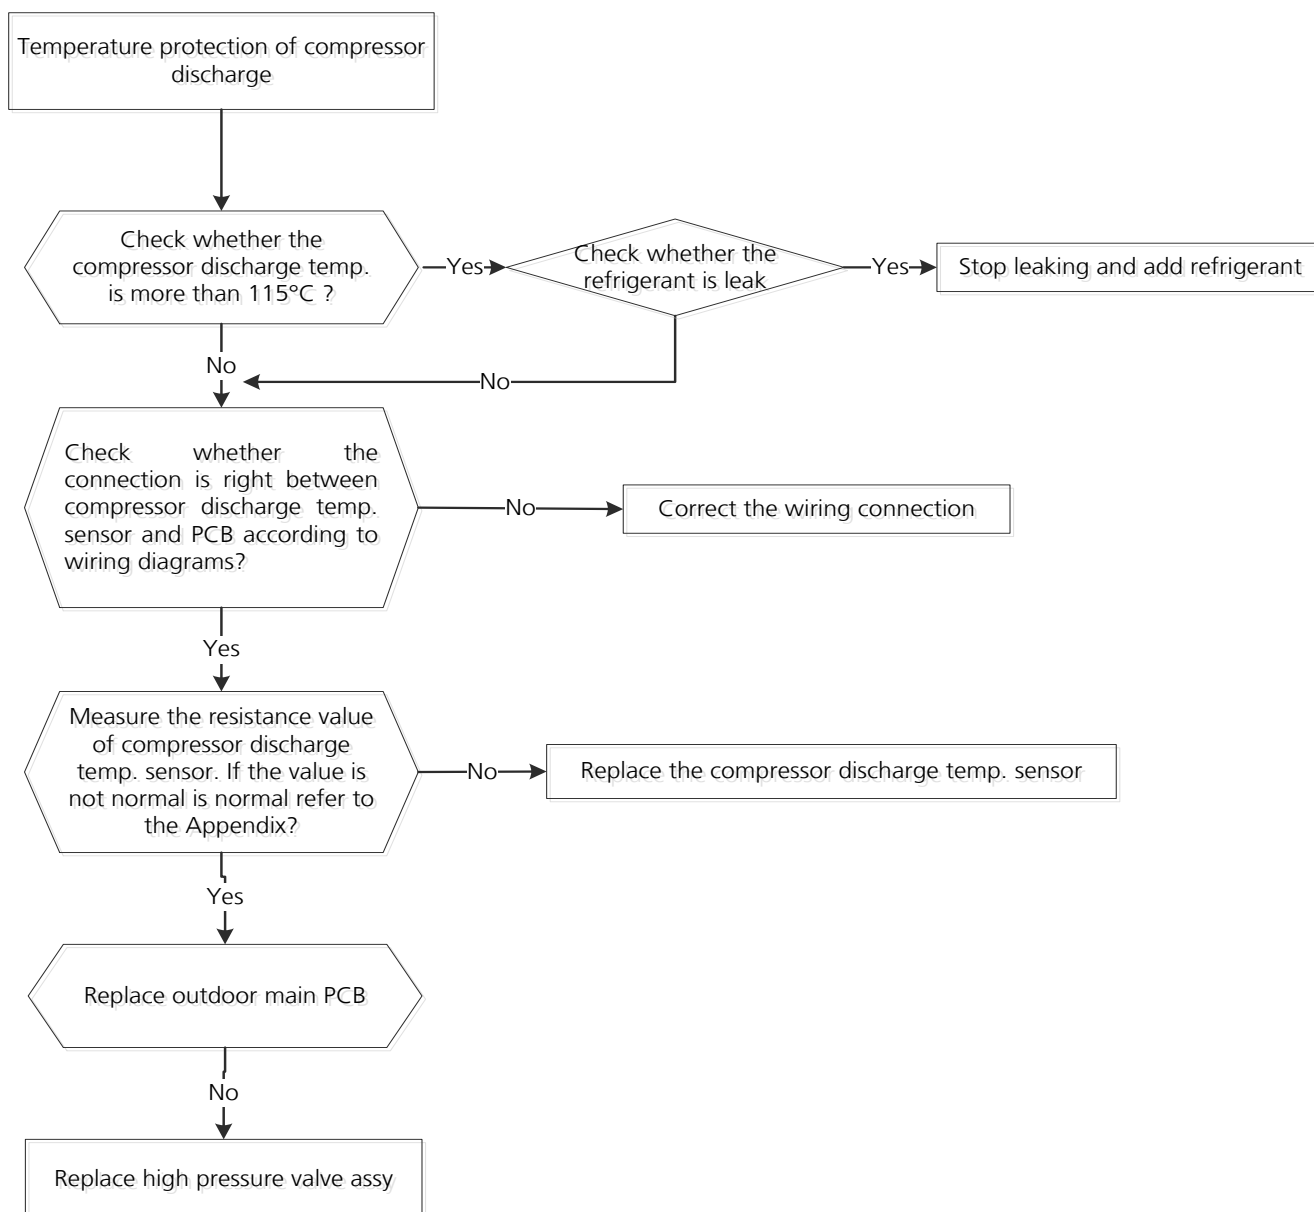 Temperature protection of compressor
discharge
Check whether the
compressor discharge temp.
is more than 115°C ?
Yes
Check whether the
refrigerant is leak
Yes
Stop leaking and add refrigerant
No
No
Check whether the
connection is right between
compressor discharge temp.
sensor and PCB according to
wiring diagrams?
No
Correct the wiring connection
Yes
Measure the resistance value
of compressor discharge
temp. sensor. If the value is
not normal is normal refer to
the Appendix?
No
Replace the compressor discharge temp. sensor
Yes
Replace outdoor main PCB
No
Replace high pressure valve assy